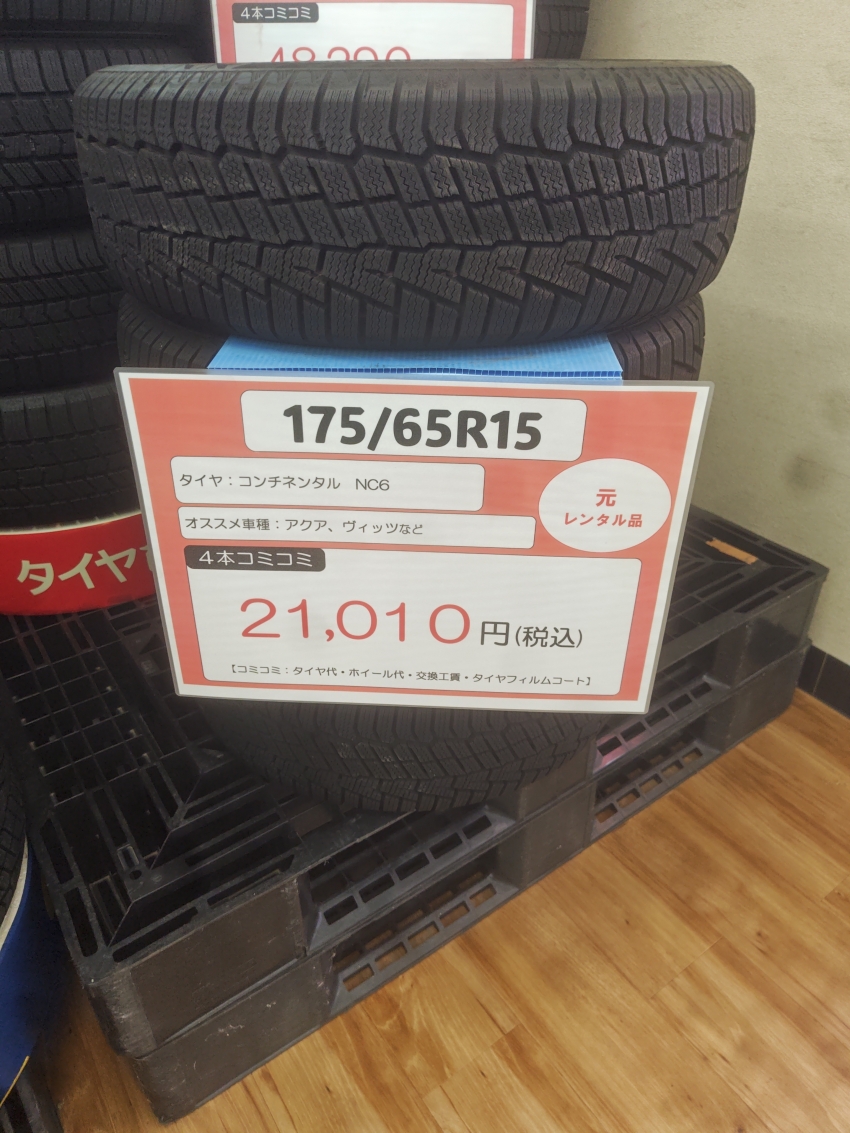 4本コミコミ
175/65R15
タイヤ：コンチネンタル　NC6
元
レンタル品
オススメ車種：アクア、ヴィッツなど
4本コミコミ
21,010円(税込)
【コミコミ：タイヤ代・ホイール代・交換工賃・タイヤフィルムコート】
タイヤ